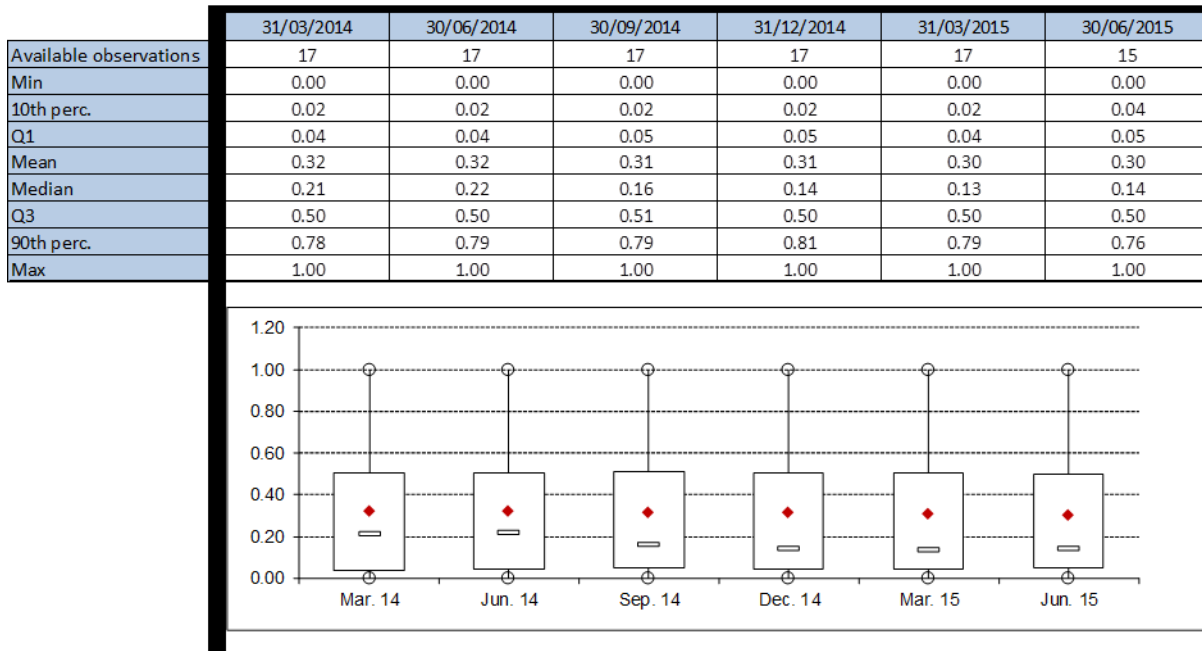 31/03/2014 30/06/2014 30/09/2014 31/12/2014 31/03/2015 30/06/2015
Available observations 17 17 17 17 17 15
Min 0.00 0.00 0.00 0.00 0.00 0.00
10th perc. 0.02 0.02 0.02 0.02 0.02 0.04
Q1 0.04 0.04 0.05 0.05 0.04 0.05
Mean 0.32 0.32 0.31 0.31 0.30 0.30
Median 0.21 0.22 0.16 0.14 0.13 0.14
Q3 0.50 0.50 0.51 0.50 0.50 0.50
90th perc. 0.78 0.79 0.79 0.81 0.79 0.76
Max 1.00 1.00 1.00 1.00 1.00 1.00
1.20
1.00
0.80
0.60
0.40
0.20
0.00
Mar. 14 Jun. 14 Sep. 14 Dec. 14 Mar. 15 Jun. 15